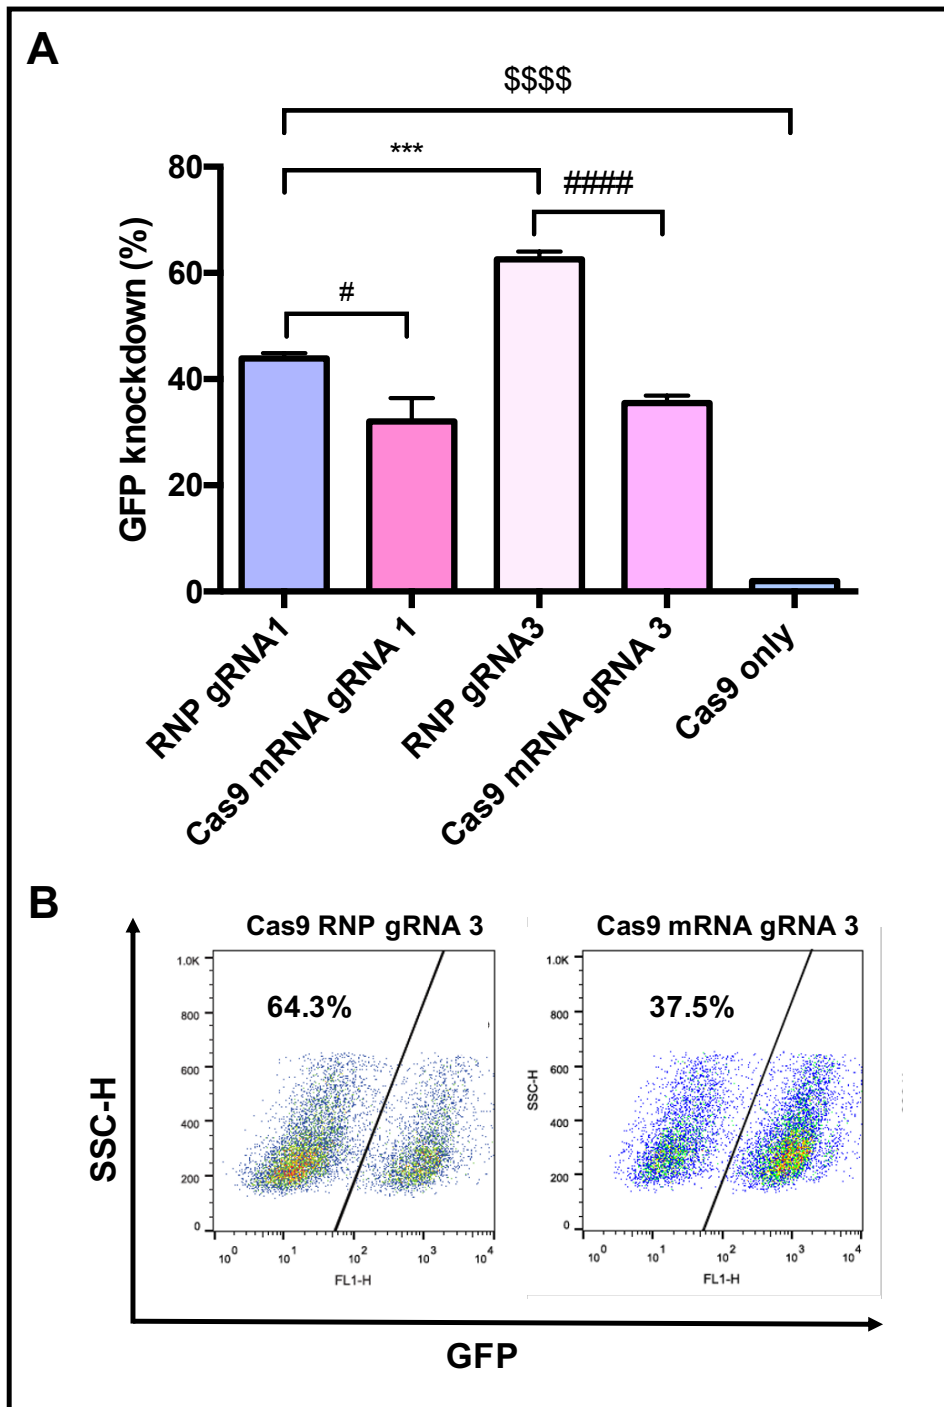 A
$$$$
***
####
#
GFP knockdown (%)
80
60
40
20
0
RNP gRNA1
Cas9 mRNA gRNA 1
RNP gRNA3
Cas9 mRNA gRNA 3
Cas9 only
B
Cas9 RNP gRNA 3
Cas9 mRNA gRNA 3
SSC-H
1.0K
800
600
400
200
0
64.3%
10^0 10^1 10^2 10^3 10^4
FL1-H
SSC-H
1.0K
800
600
400
200
0
37.5%
10^0 10^1 10^2 10^3 10^4
FL1-H
GFP